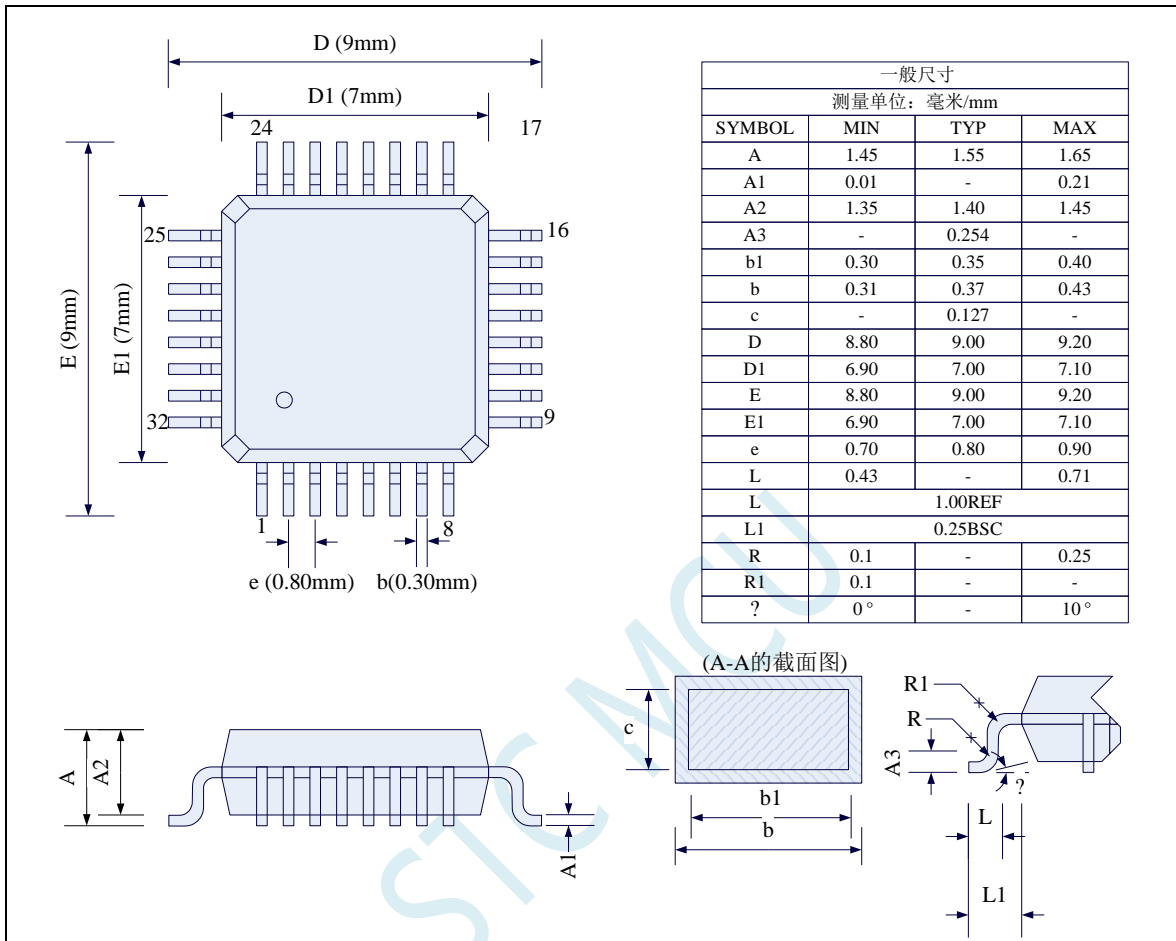 D (9mm)
D1 (7mm)
24
17
E (9mm)
E1 (7mm)
25
16
32
9
1
8
e (0.80mm)
b(0.30mm)
一般尺寸
测量单位：毫米/mm
SYMBOL MIN TYP MAX
A 1.45 1.55 1.65
A1 0.01 - 0.21
A2 1.35 1.40 1.45
A3 - 0.254 -
b1 0.30 0.35 0.40
b 0.31 0.37 0.43
c - 0.127 -
D 8.80 9.00 9.20
D1 6.90 7.00 7.10
E 8.80 9.00 9.20
E1 6.90 7.00 7.10
e 0.70 0.80 0.90
L 0.43 - 0.71
L 1.00REF
L1 0.25BSC
R 0.1 - 0.25
R1 0.1 - -
? 0° - 10°
A
A2
A1
(A-A的截面图)
c
b1
b
R1
R
A3
?
L
L1
STC MCU